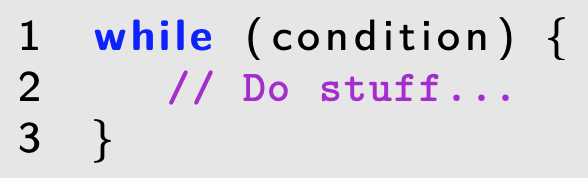 1 while (condition) {
2 // Do stuff...
3 }